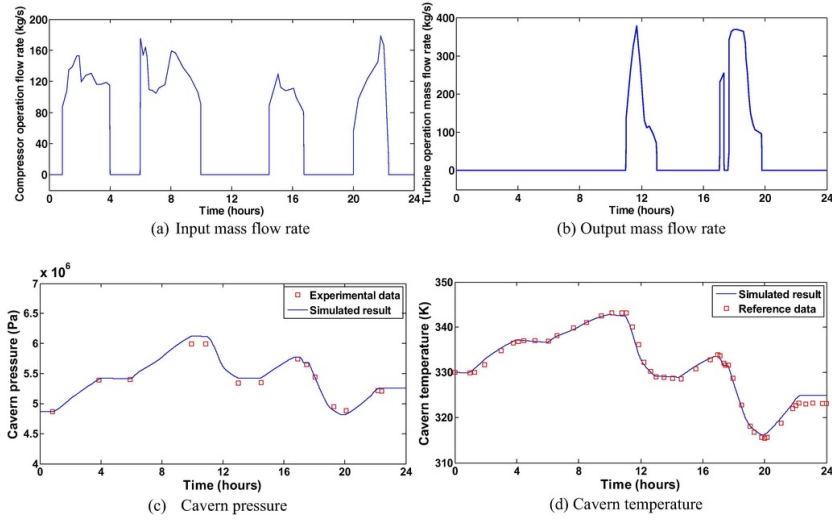 Compressor operation flow rate (kg/s)
200
160
120
80
40
0
0 4 8 12 16 20 24
Time (hours)
(a) Input mass flow rate
Turbine operation mass flow rate (kg/s)
400
300
200
100
0
0 4 8 12 16 20 24
Time (hours)
(b) Output mass flow rate
x 10⁶
Cavern pressure (Pa)
7
6.5
6
5.5
5
4.5
4
0 4 8 12 16 20 24
Time (hours)
Experimental data
Simulated result
(c) Cavern pressure
Cavern temperature (K)
350
340
330
320
310
0 4 8 12 16 20 24
Time (hours)
Simulated result
Reference data
(d) Cavern temperature